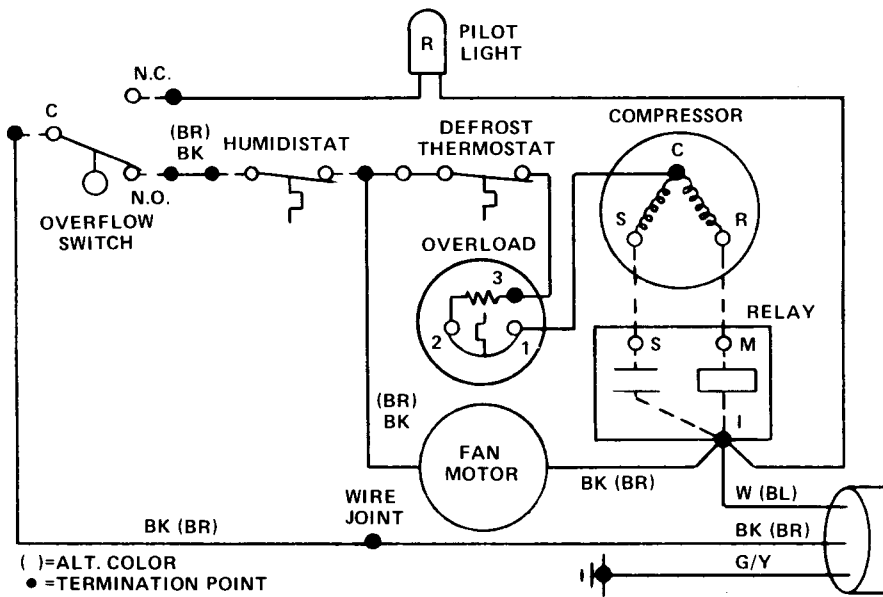 PILOT
LIGHT
R
N.C.
C
(BR)
BK
HUMIDISTAT
DEFROST
THERMOSTAT
COMPRESSOR
C
S
R
N.O.
OVERFLOW
SWITCH
OVERLOAD
3
2
1
RELAY
S
M
I
(BR)
BK
FAN
MOTOR
BK (BR)
W (BL)
WIRE
JOINT
BK (BR)
BK (BR)
G/Y
( )=ALT. COLOR
● =TERMINATION POINT